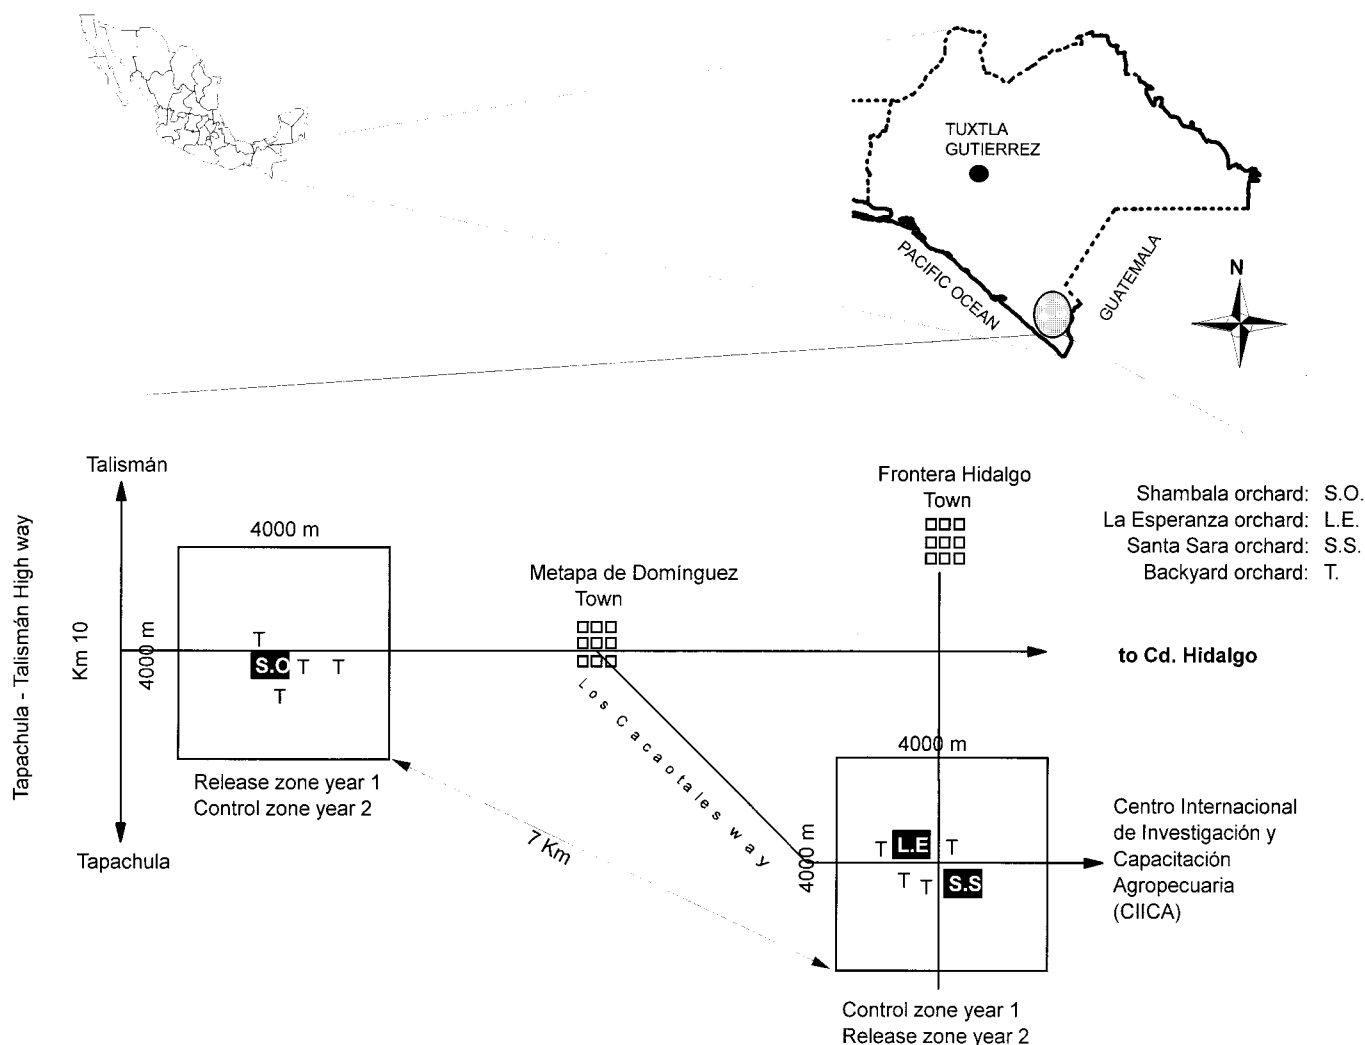 TUXTLA
GUTIERREZ
PACIFIC OCEAN
GUATEMALA
N
Talismán
Tapachula - Talismán High way
Km 10
4000 m
4000 m
T
S.O
T
T
T
Release zone year 1
Control zone year 2
Tapachula
Metapa de Domínguez
Town
Los Cacaotales way
7 Km
Frontera Hidalgo
Town
Shambala orchard: S.O.
La Esperanza orchard: L.E.
Santa Sara orchard: S.S.
Backyard orchard: T.
to Cd. Hidalgo
4000 m
4000 m
T
L.E
T
T
T
S.S
Centro Internacional
de Investigación y
Capacitación
Agropecuaria
(CIICA)
Control zone year 1
Release zone year 2